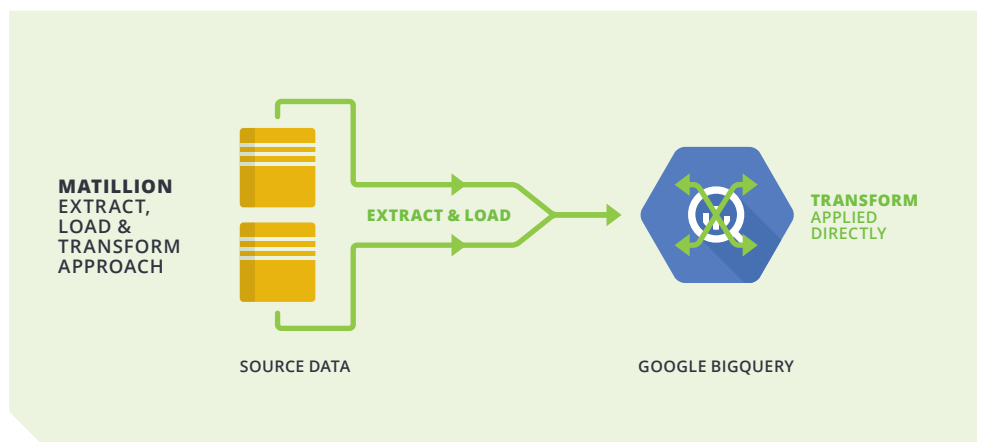 MATILLION
EXTRACT,
LOAD &
TRANSFORM
APPROACH
EXTRACT & LOAD
TRANSFORM
APPLIED
DIRECTLY
SOURCE DATA
GOOGLE BIGQUERY